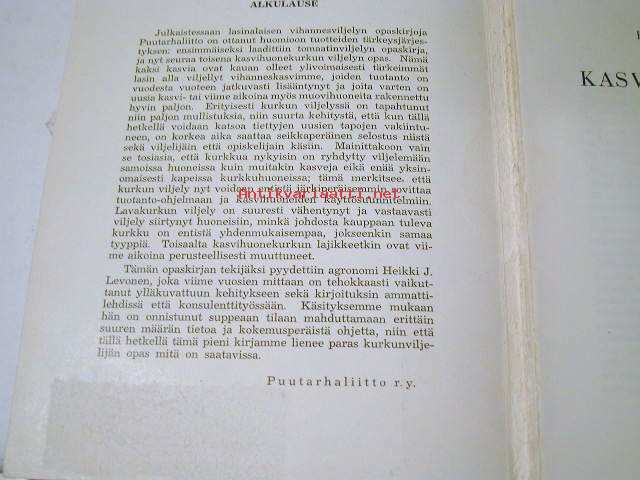 ALKULAUSE
Julkaistessaan lasinalaisen vihannesviljelyn opaskirjoja
Puutarhaliitto on ottanut huomioon tuotteiden tärkeysjärjes-
tyksen: ensimmäiseksi laadittiin tomaatinviljelyn opaskirja,
ja nyt seuraa toisena kasvihuonekurkun viljelyn opas. Nämä
kaksi kasvia ovat kauan olleet ylivoimaisesti tärkeimmät
lasin alla viljellyt vihanneskasvimme, joiden tuotanto on
vuodesta vuoteen jatkuvasti lisääntynyt ja joita varten on
uusia kasvi- tai viime aikoina myös muovihuoneita rakennettu
hyvin paljon. Erityisesti kurkun viljelyssä on tapahtunut
niin paljon mullistuksia, niin suurta kehitystä, että kun tällä
hetkellä voidaan katsoa tiettyjen uusien tapojen vakiintu-
neen, on korkea aika saattaa seikkaperäinen selostus niistä
sekä viljelijäin että opiskelijain käsiin. Mainittakoon vain
se tosiasia, että kurkkua nykyisin on ryhdytty viljelemään
samoissa huoneissa kuin muitakin kasveja eikä enää yksin-
omaisesti kapeissa kurkkuhuoneissa; tämä merkitsee, että
kurkun viljely nyt voidaan entistä järkiperäisemmin sovittaa
tuotanto-ohjelmaan ja kasvihuoneiden käyttösuunnitelmiin.
Lavakurkun viljely on suuresti vähentynyt ja vastaavasti
viljely siirtynyt huoneisiin, minkä johdosta kauppaan tuleva
kurkku on entistä yhdenmukaisempaa, jokseenkin samaa
tyyppiä. Toisaalta kasvihuonekurkun lajikkeetkin ovat vii-
me aikoina perusteellisesti muuttuneet.
Tämän opaskirjan tekijäksi pyydettiin agronomi Heikki J.
Levonen, joka viime vuosien mittaan on tehokkaasti vaikut-
tanut ylläkuvattuun kehitykseen sekä kirjoituksin ammatti-
lehdissä että konsulenttityössään. Käsityksemme mukaan
hän on onnistunut suppeaan tilaan mahduttamaan erittäin
suuren määrän tietoa ja kokemusperäistä ohjetta, niin että
tällä hetkellä tämä pieni kirjamme lienee paras kurkunvilje-
lijän opas mitä on saatavissa.
Puutarhaliitto r.y.
Antikvariaatti.net
KASV